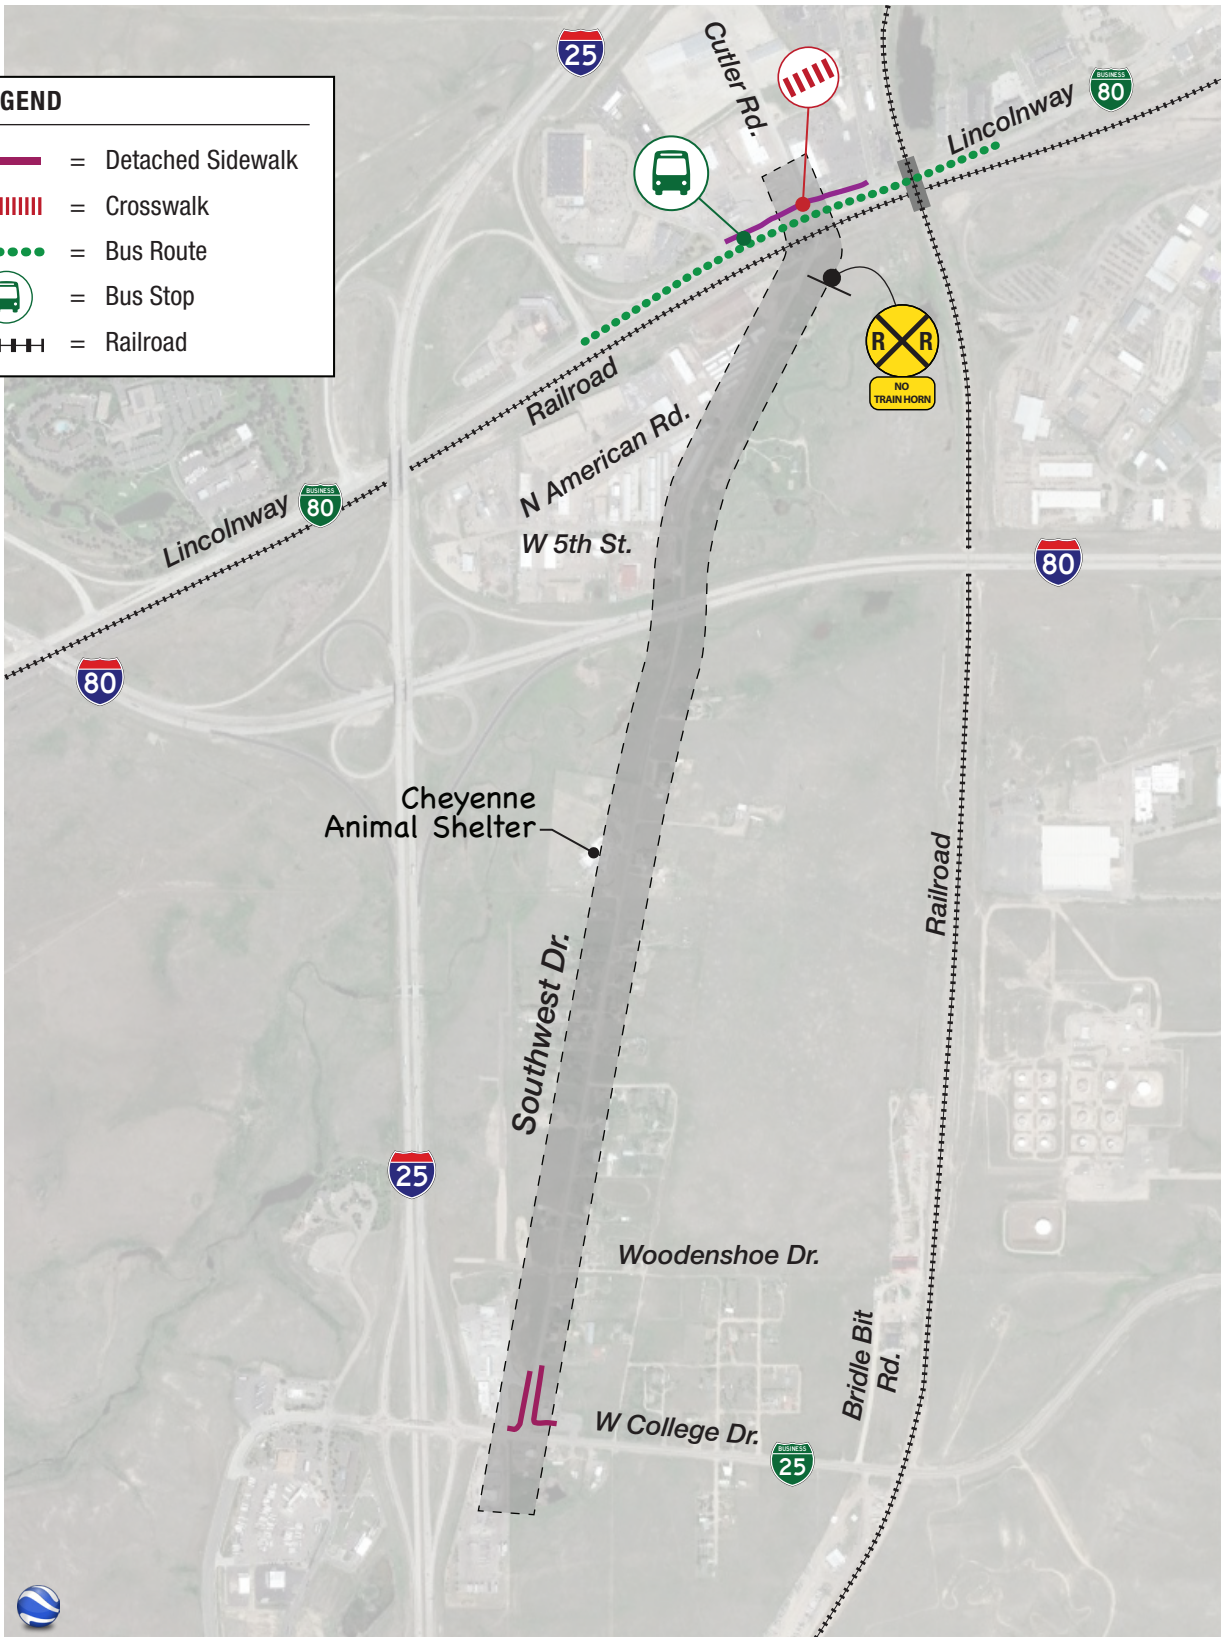 25
Cutler Rd.
BUSINESS
80
Lincolnway
GEND
= Detached Sidewalk
= Crosswalk
= Bus Route
= Bus Stop
= Railroad
R R
NO
TRAIN HORN
Railroad
N American Rd.
Lincolnway
BUSINESS
80
W 5th St.
80
80
Cheyenne
Animal Shelter
Railroad
Southwest Dr.
25
Woodenshoe Dr.
Bridle Bit
Rd.
W College Dr.
BUSINESS
25